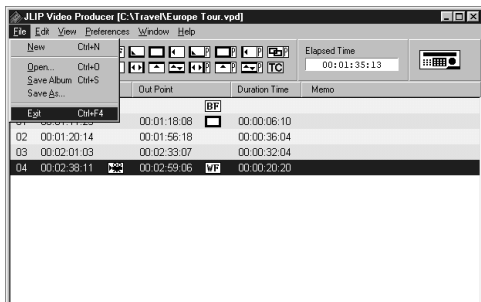 JLIP Video Producer [C:\Travel\Europe Tour.vpd]
File Edit View Preferences Window Help
New Ctrl+N
Open... Ctrl+O
Save Album Ctrl+S
Save As...
Exit Ctrl+F4
P P P P
P P P TC
Elapsed Time
00:01:35:13
Out Point Duration Time Memo
BF
00:01:18:08 00:00:06:10
02 00:01:20:14 00:01:56:18 00:00:36:04
03 00:02:01:03 00:02:33:07 00:00:32:04
04 00:02:38:11 00:02:59:06 WF 00:00:20:20